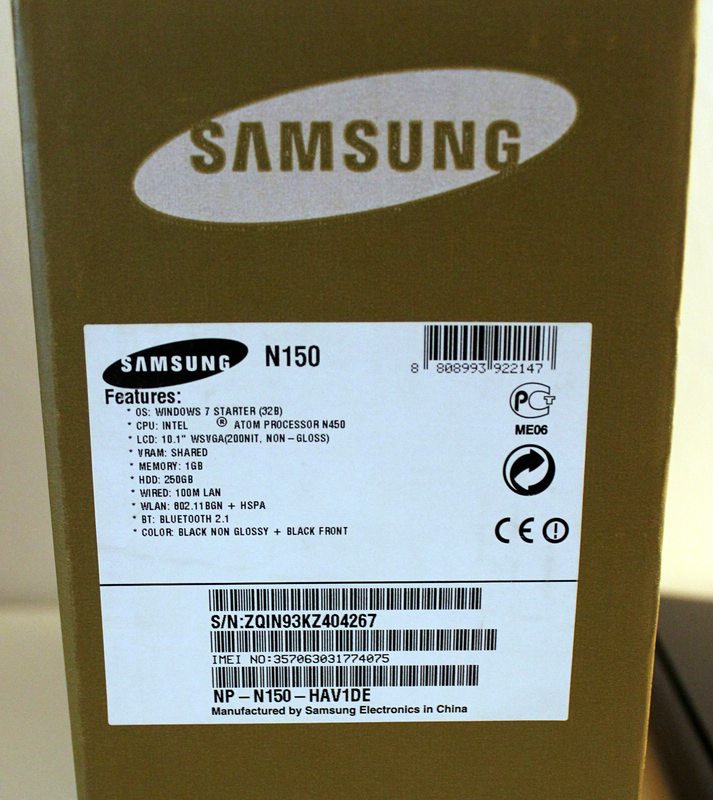 SAMSUNG
SAMSUNG N150
8 808993 922147
Features:
* OS: WINDOWS 7 STARTER (32B)
* CPU: INTEL ® ATOM PROCESSOR N450
* LCD: 10.1" WSVGA(200NIT, NON-GLOSS)
* VRAM: SHARED
* MEMORY: 1GB
* HDD: 250GB
* WIRED: 100M LAN
* WLAN: 802.11BGN + HSPA
* BT: BLUETOOTH 2.1
* COLOR: BLACK NON GLOSSY + BLACK FRONT
PCT
ME06
CE
S/N:ZQIN93KZ404267
IMEI NO:357063031774075
NP-N150-HAV1DE
Manufactured by Samsung Electronics in China